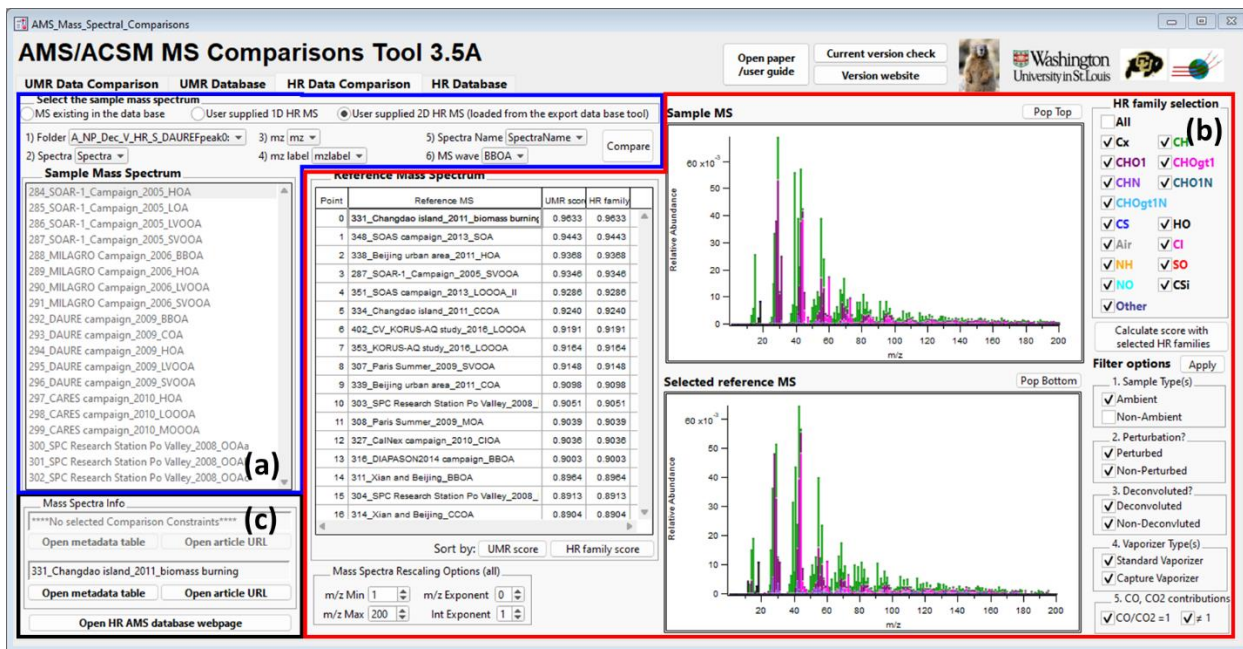 AMS_Mass_Spectral_Comparisons
AMS/ACSM MS Comparisons Tool 3.5A
Open paper
/user guide
Current version check
Version website
Washington
University in St. Louis
UMR Data Comparison
UMR Database
HR Data Comparison
HR Database
Select the sample mass spectrum
MS existing in the data base
User supplied 1D HR MS
User supplied 2D HR MS (loaded from the export data base tool)
1) Folder A_NP_Dec_V_HR_S_DAUREFpeak0: 3) mz mz 5) Spectra Name SpectraName
2) Spectra Spectra 4) mz label mzlabel 6) MS wave BBOA
Compare
Sample Mass Spectrum
284_SOAR-1_Campaign_2005_HOA
285_SOAR-1_Campaign_2005_LOA
286_SOAR-1_Campaign_2005_LVOOA
287_SOAR-1_Campaign_2005_SVOOA
288_MILAGRO Campaign_2006_BBOA
289_MILAGRO Campaign_2006_HOA
290_MILAGRO Campaign_2006_LVOOA
291_MILAGRO Campaign_2006_SVOOA
292_DAURE campaign_2009_BBOA
293_DAURE campaign_2009_COA
294_DAURE campaign_2009_HOA
295_DAURE campaign_2009_LVOOA
296_DAURE campaign_2009_SVOOA
297_CARES campaign_2010_HOA
298_CARES campaign_2010_LOOOA
299_CARES campaign_2010_MOOOA
300_SPC Research Station Po Valley_2008_OOAa
301_SPC Research Station Po Valley_2008_OOA
302_SPC Research Station Po Valley_2008_OOA
(a)
Mass Spectra Info
(c)
****No selected Comparison Constraints****
Open metadata table
Open article URL
331_Changdao island_2011_biomass burning
Open metadata table
Open article URL
Open HR AMS database webpage
Reference Mass Spectrum
Point Reference MS UMR scor HR family
0 331_Changdao island_2011_biomass burning 0.9633 0.9633
1 348_SOAS campaign_2013_SOA 0.9443 0.9443
2 338_Beijing urban area_2011_HOA 0.9368 0.9368
3 287_SOAR-1_Campaign_2005_SVOOA 0.9346 0.9346
4 351_SOAS campaign_2013_LOOOA_II 0.9286 0.9286
5 334_Changdao island_2011_CCOA 0.9240 0.9240
6 402_CV_KORUS-AQ study_2016_LOOOA 0.9191 0.9191
7 353_KORUS-AQ study_2016_LOOOA 0.9164 0.9164
8 307_Paris Summer_2009_SVOOA 0.9148 0.9148
9 339_Beijing urban area_2011_COA 0.9098 0.9098
10 303_SPC Research Station Po Valley_2008_ 0.9051 0.9051
11 308_Paris Summer_2009_MOA 0.9039 0.9039
12 327_CalNex campaign_2010_CIOA 0.9036 0.9036
13 316_DIAPASON2014 campaign_BBOA 0.9003 0.9003
14 311_Xian and Beijing_BBOA 0.8964 0.8964
15 304_SPC Research Station Po Valley_2008_ 0.8913 0.8913
16 314_Xian and Beijing_CCOA 0.8904 0.8904
Sort by: UMR score HR family score
Mass Spectra Rescaling Options (all)
m/z Min 1 m/z Exponent 0
m/z Max 200 Int Exponent 1
Sample MS
Pop Top
60 x10⁻³
50
40
30
20
10
0
Relative Abundance
20 40 60 80 100 120 140 160 180 200
m/z
Selected reference MS
Pop Bottom
60 x10⁻³
50
40
30
20
10
0
Relative Abundance
20 40 60 80 100 120 140 160 180 200
m/z
HR family selection
(b)
All
Cx CH
CHO1 CHOgt1
CHN CHO1N
CHOgt1N
CS HO
Air Cl
NH SO
NO CSi
Other
Calculate score with
selected HR families
Filter options Apply
1. Sample Type(s)
Ambient
Non-Ambient
2. Perturbation?
Perturbed
Non-Perturbed
3. Deconvoluted?
Deconvoluted
Non-Deconvluted
4. Vaporizer Type(s)
Standard Vaporizer
Capture Vaporizer
5. CO, CO2 contributions
CO/CO2 =1 ≠ 1